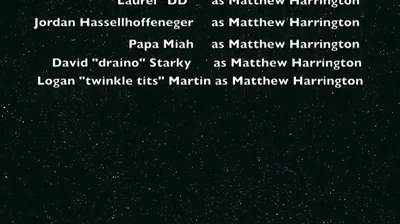 Laurel "DD" as Matthew Harrington
Jordan Hassellhoffeneger as Matthew Harrington
Papa Miah as Matthew Harrington
David "draino" Starky as Matthew Harrington
Logan "twinkle tits" Martin as Matthew Harrington